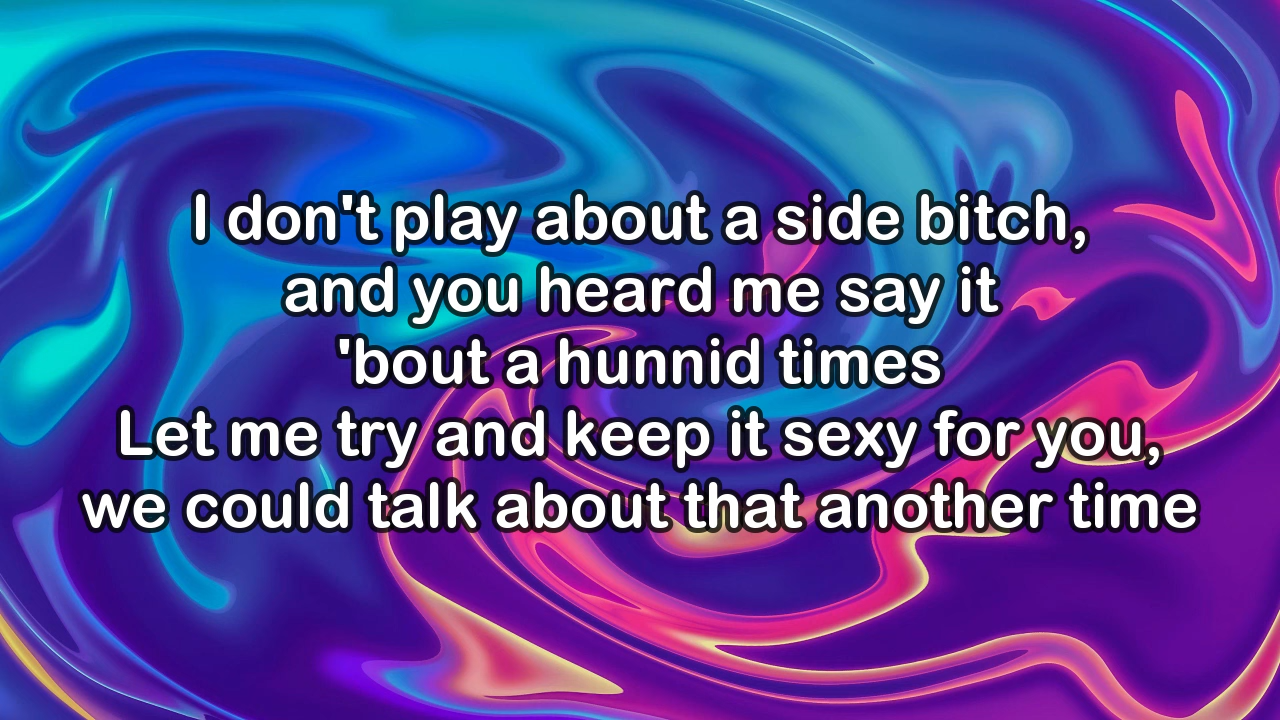 I don't play about a side bitch,
and you heard me say it
'bout a hunnid times
Let me try and keep it sexy for you,
we could talk about that another time